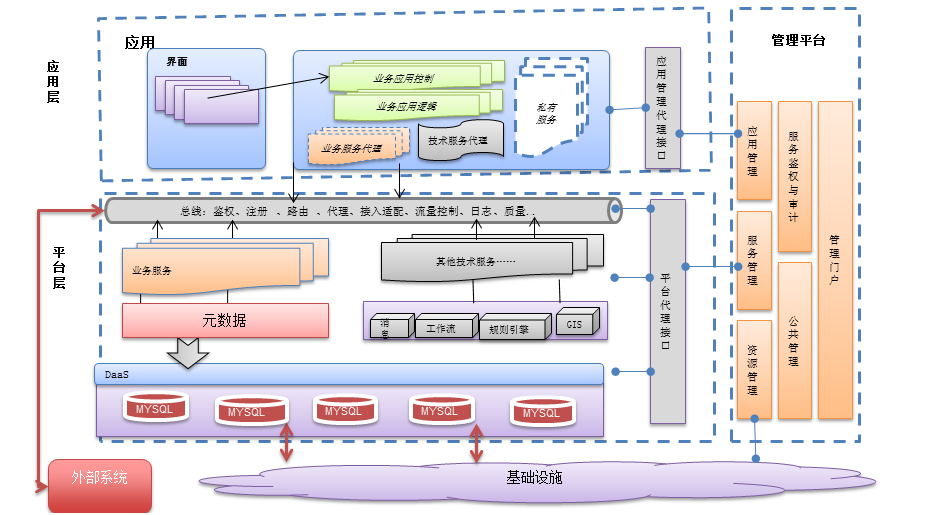 应用层
应用
界面
业务应用控制
业务应用逻辑
业务服务代理
技术服务代理
私有
服务
应用管理代理接口
管理平台
应用管理
服务鉴权与审计
管理门户
服务管理
公共管理
资源管理
平台层
总线：鉴权、注册 、路由 、代理、接入适配、流量控制、日志、质量..
业务服务
其他技术服务……
元数据
消息
工作流
规则引擎
GIS
平台代理接口
DaaS
MYSQL
MYSQL
MYSQL
MYSQL
MYSQL
外部系统
基础设施